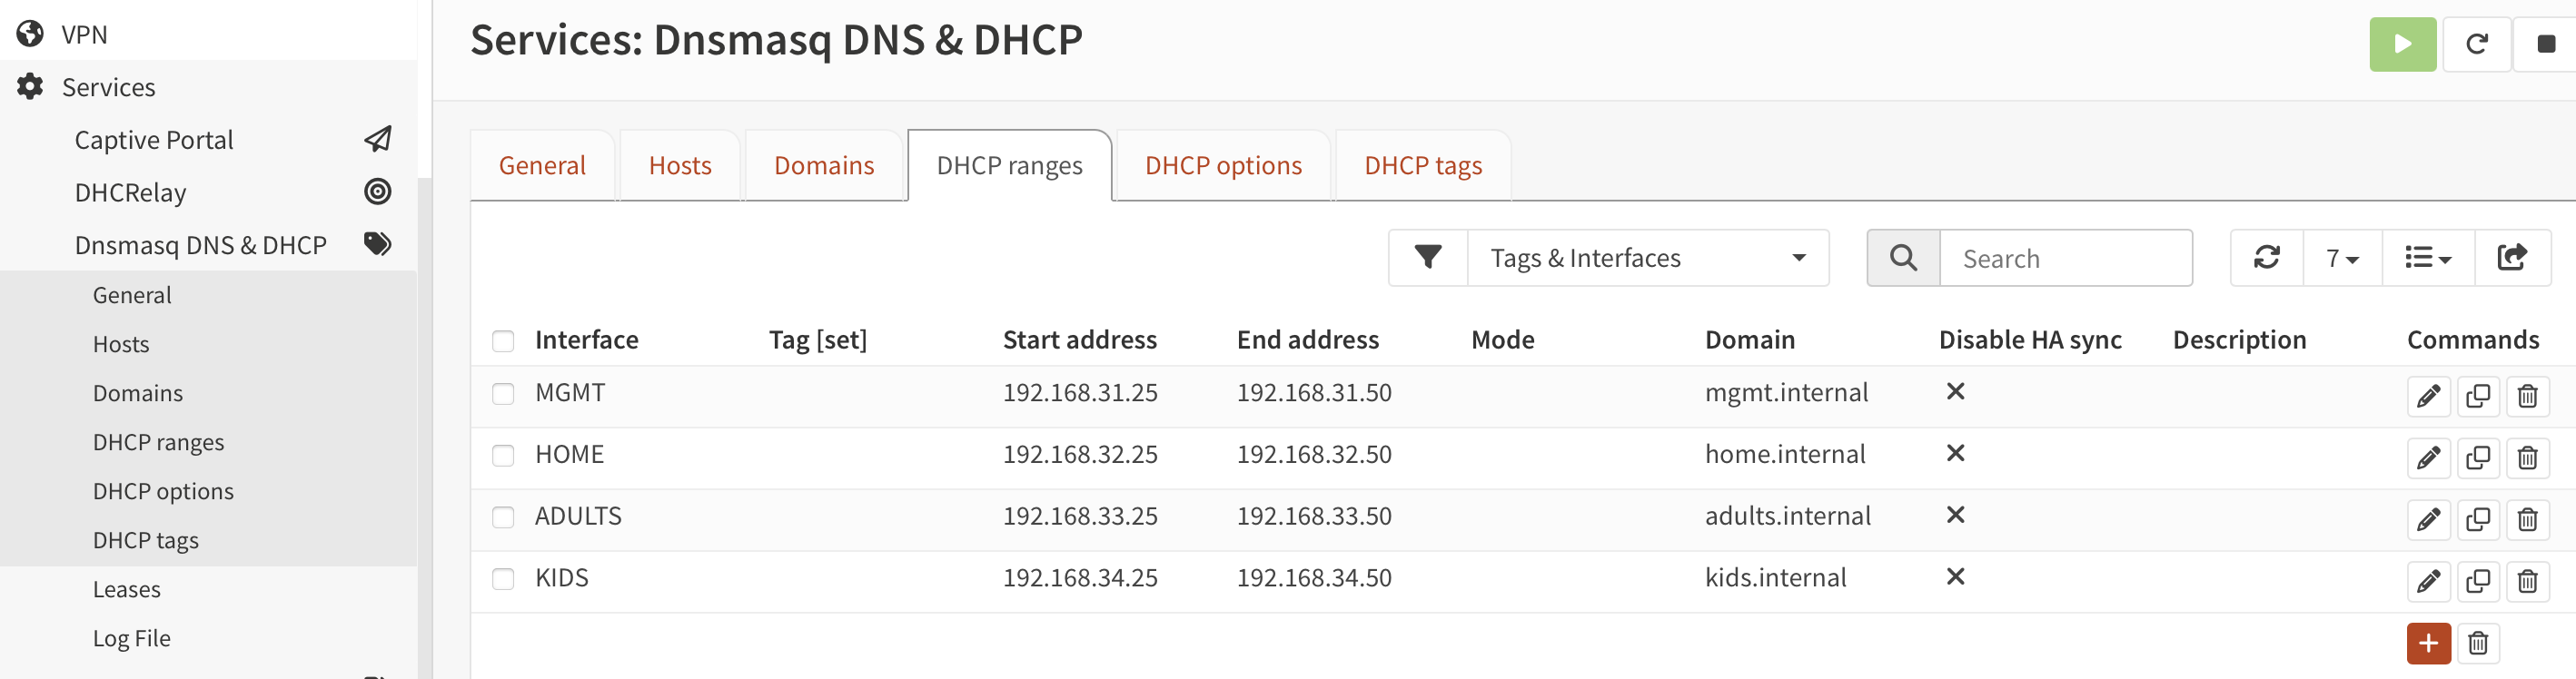 VPN
Services
Captive Portal
DHCRelay
Dnsmasq DNS & DHCP
General
Hosts
Domains
DHCP ranges
DHCP options
DHCP tags
Leases
Log File
Services: Dnsmasq DNS & DHCP
General Hosts Domains DHCP ranges DHCP options DHCP tags
Tags & Interfaces Search 7
Interface Tag [set] Start address End address Mode Domain Disable HA sync Description Commands
MGMT 192.168.31.25 192.168.31.50 mgmt.internal
HOME 192.168.32.25 192.168.32.50 home.internal
ADULTS 192.168.33.25 192.168.33.50 adults.internal
KIDS 192.168.34.25 192.168.34.50 kids.internal